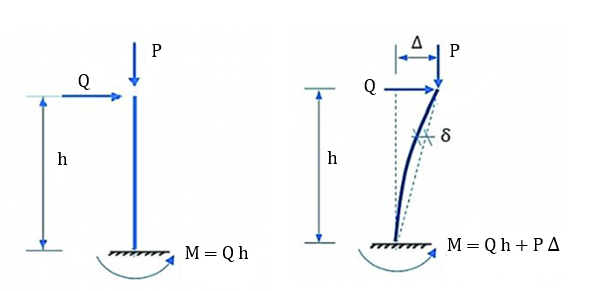 P
Q
h
M = Q h
Δ
P
Q
δ
h
M = Q h + P Δ